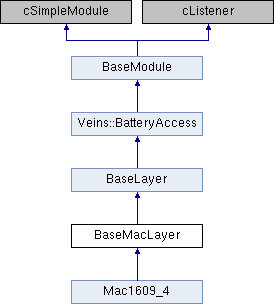 cSimpleModule cListener
BaseModule
Veins::BatteryAccess
BaseLayer
BaseMacLayer
Mac1609_4